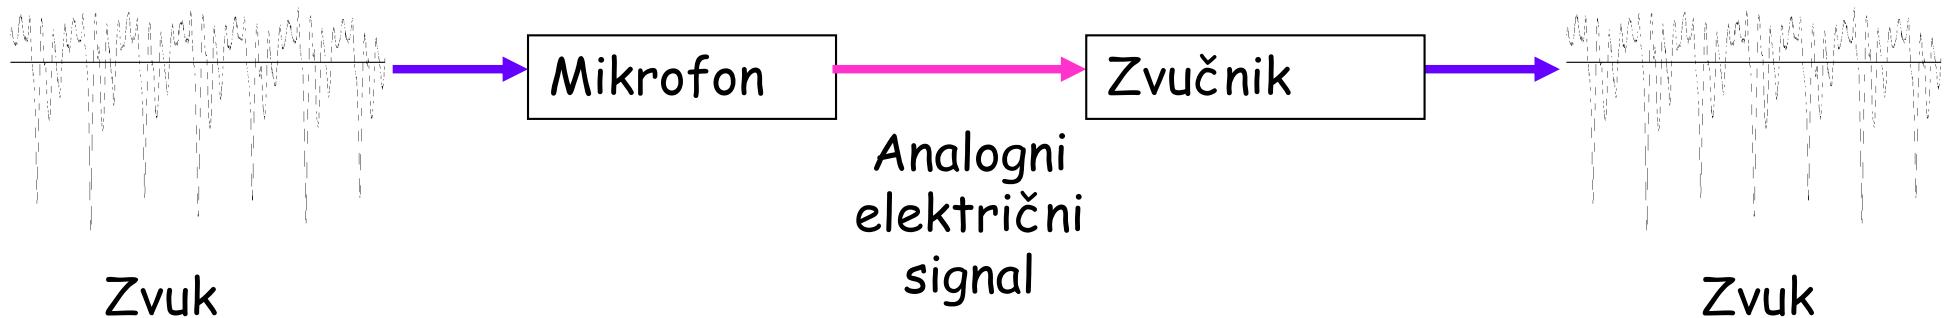 Mikrofon
Zvučnik
Analogni
električni
signal
Zvuk
Zvuk